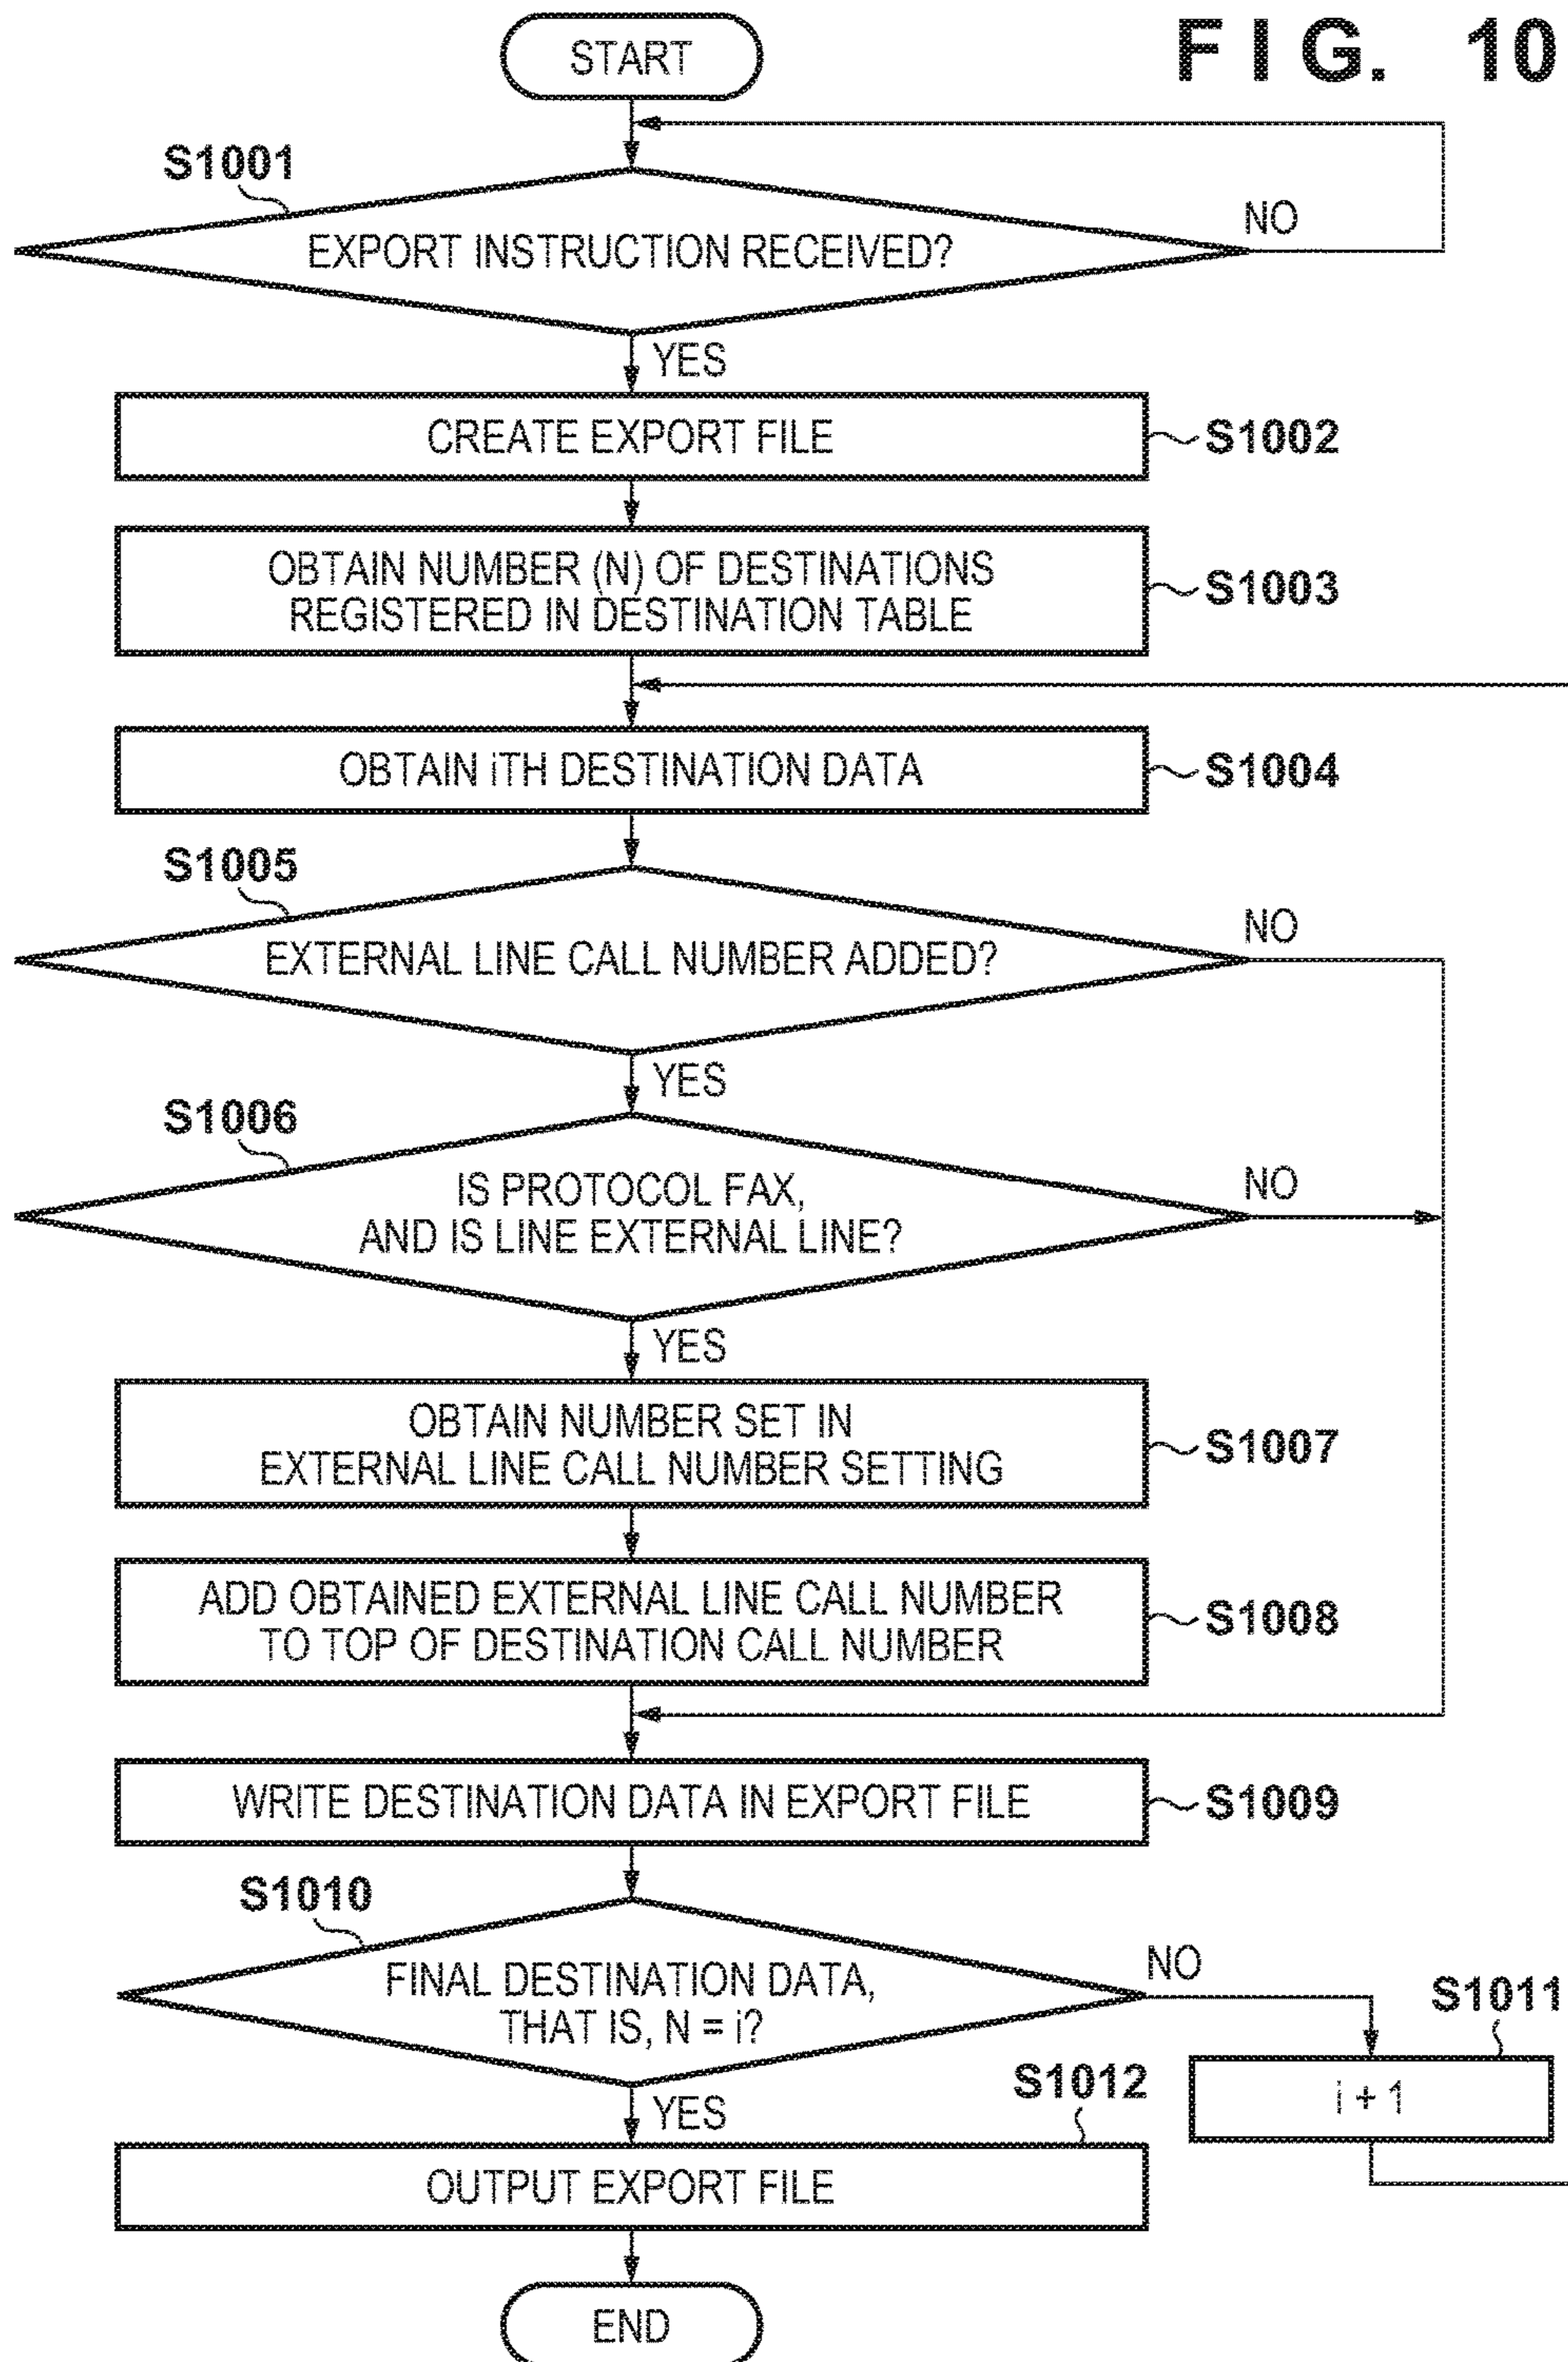 FIG. 10
START
S1001
EXPORT INSTRUCTION RECEIVED?
NO
YES
CREATE EXPORT FILE
S1002
OBTAIN NUMBER (N) OF DESTINATIONS
REGISTERED IN DESTINATION TABLE
S1003
OBTAIN iTH DESTINATION DATA
S1004
S1005
EXTERNAL LINE CALL NUMBER ADDED?
NO
YES
S1006
IS PROTOCOL FAX,
AND IS LINE EXTERNAL LINE?
NO
YES
OBTAIN NUMBER SET IN
EXTERNAL LINE CALL NUMBER SETTING
S1007
ADD OBTAINED EXTERNAL LINE CALL NUMBER
TO TOP OF DESTINATION CALL NUMBER
S1008
WRITE DESTINATION DATA IN EXPORT FILE
S1009
S1010
FINAL DESTINATION DATA,
THAT IS, N = i?
NO
YES
S1011
i + 1
S1012
OUTPUT EXPORT FILE
END